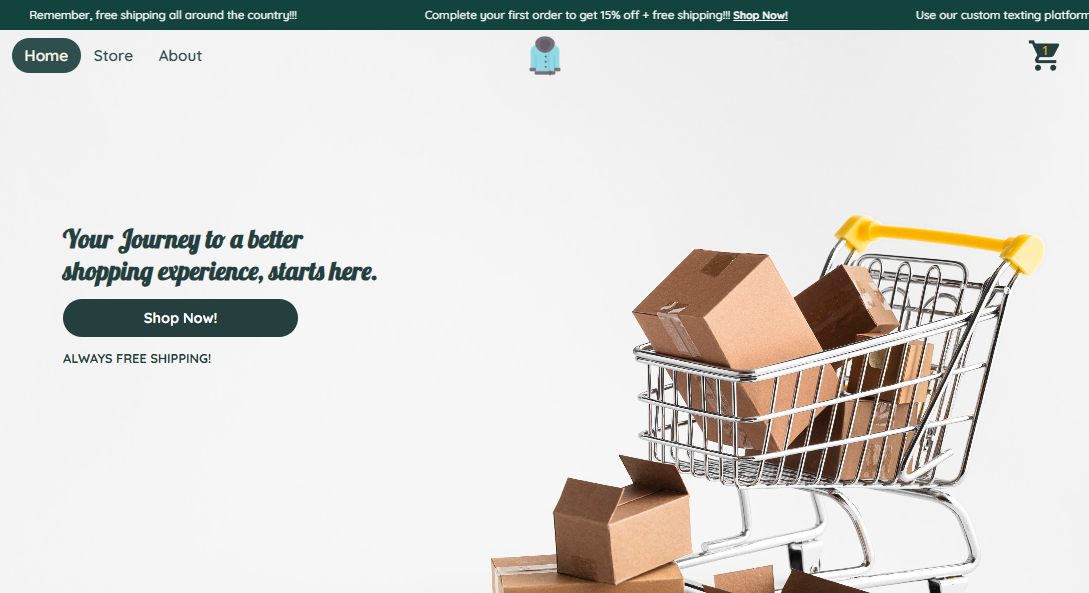 Remember, free shipping all around the country!!!
Complete your first order to get 15% off + free shipping!!! Shop Now!
Use our custom texting platform
Home
Store
About
1
Your Journey to a better
shopping experience, starts here.
Shop Now!
ALWAYS FREE SHIPPING!